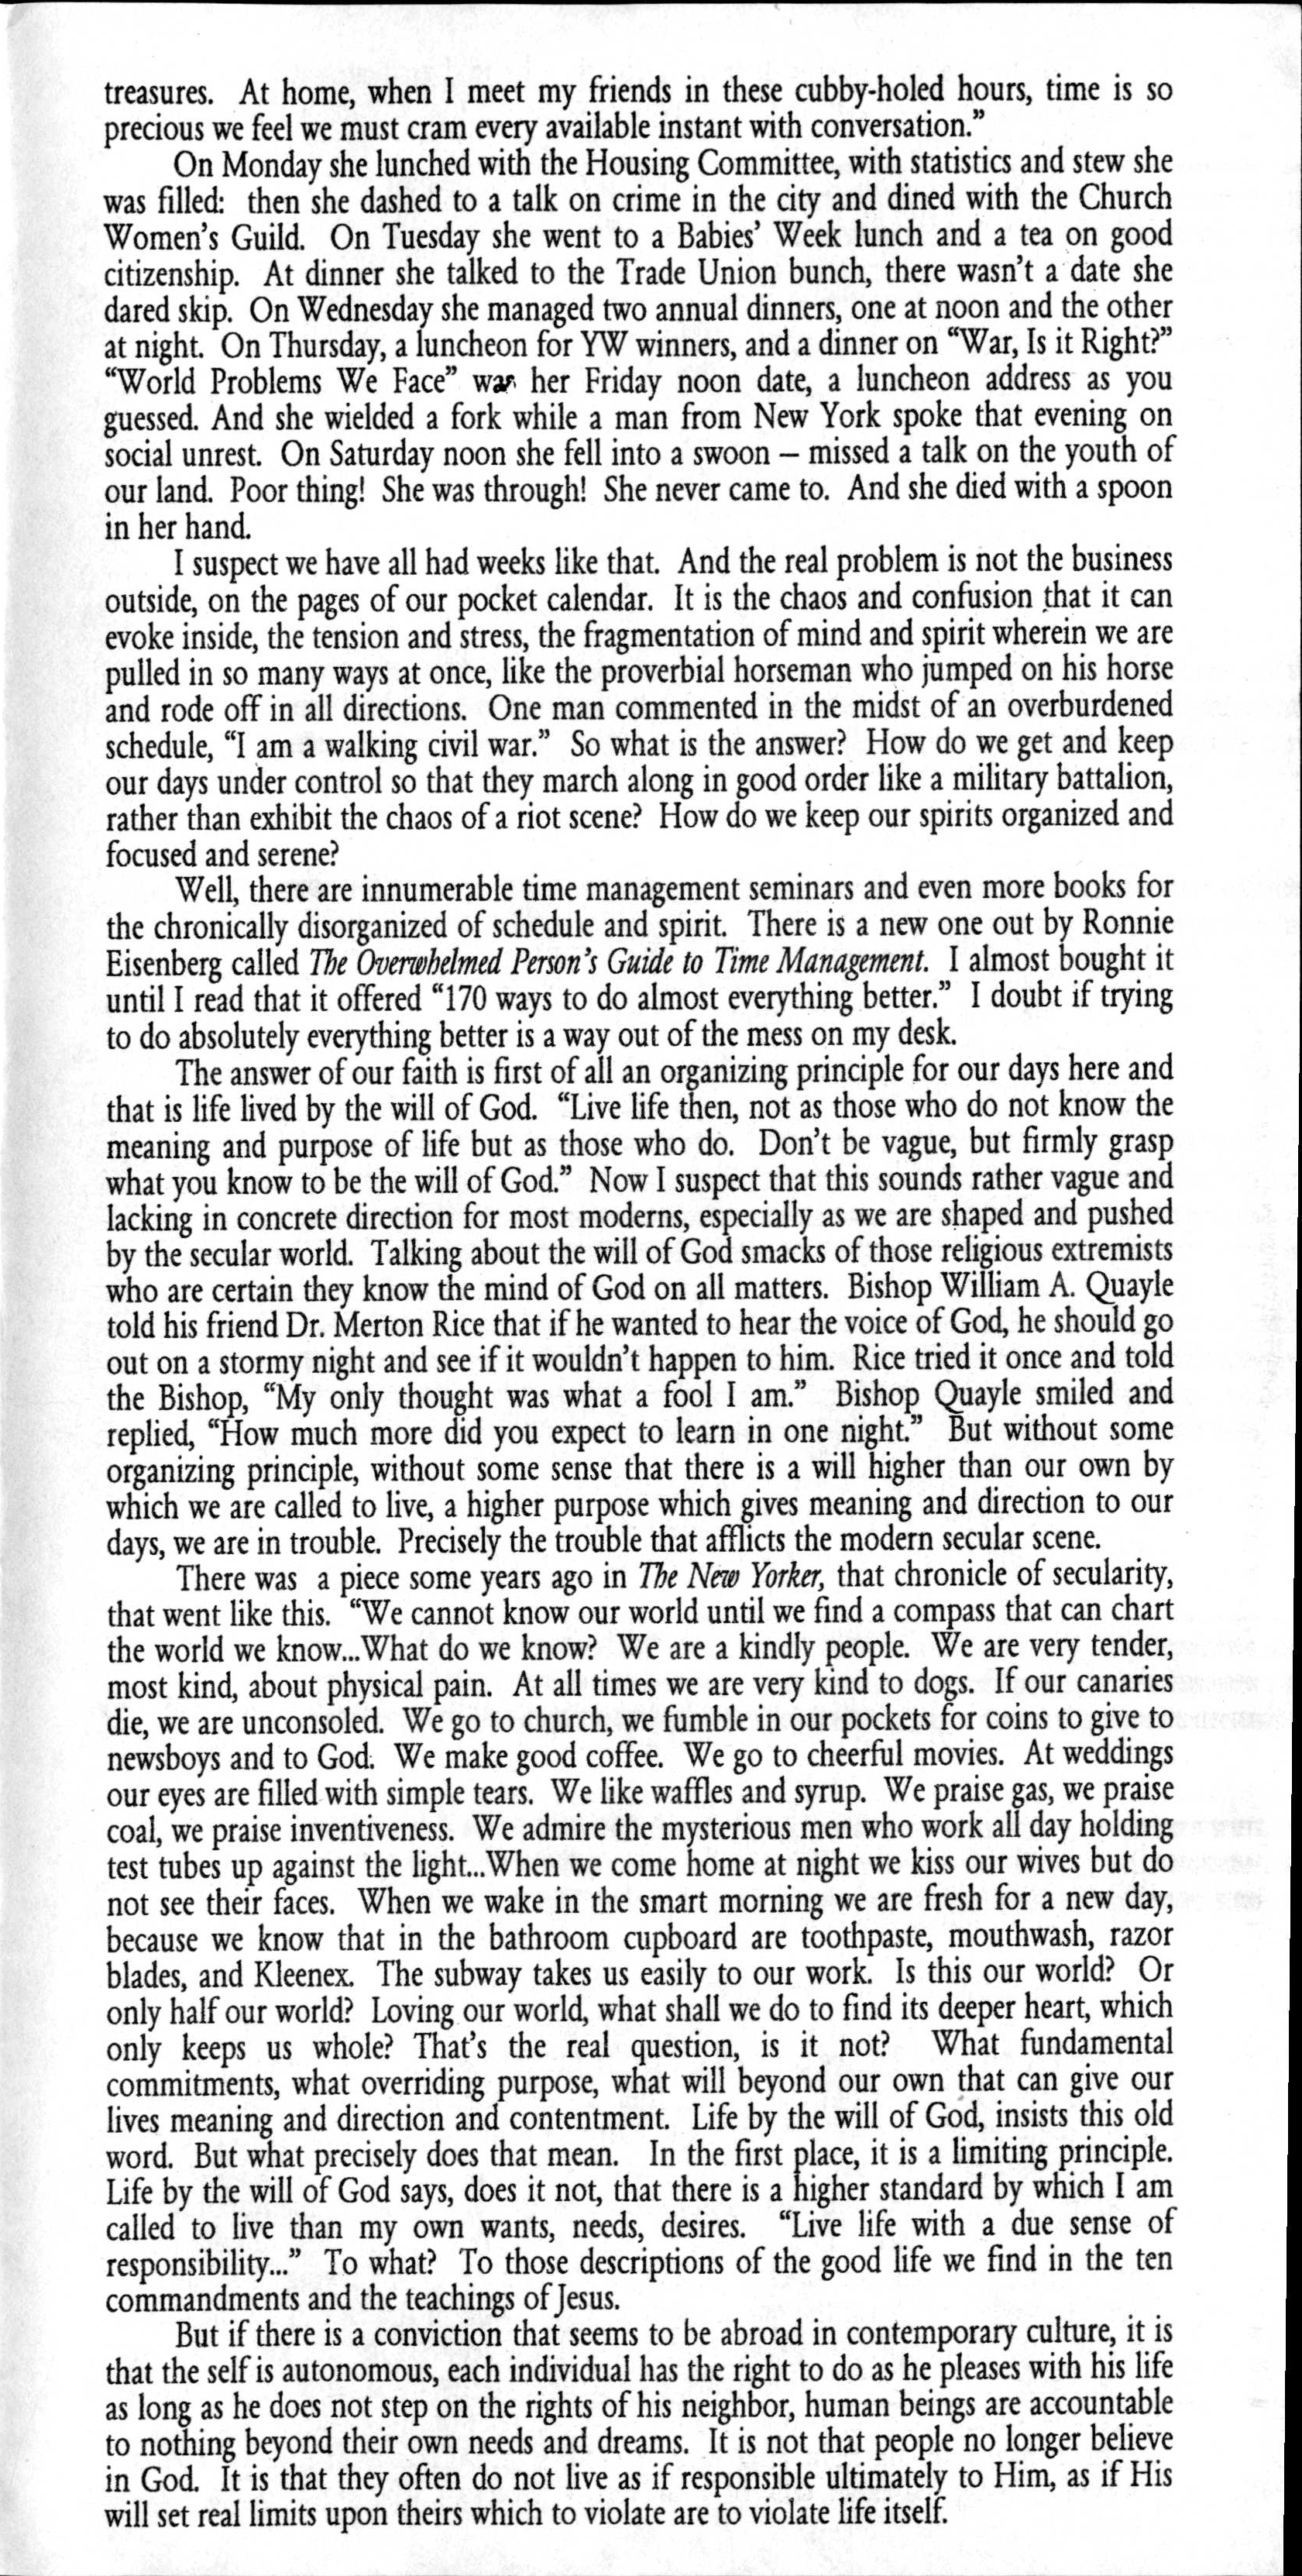 treasures. At home, when I meet my friends in these cubby-holed hours, time is so
precious we feel we must cram every available instant with conversation.”
On Monday she lunched with the Housing Committee, with statistics and stew she
was filled: then she dashed to a talk on crime in the city and dined with the Church
Women’s Guild. On Tuesday she went to a Babies’ Week lunch and a tea on good
citizenship. At dinner she talked to the Trade Union bunch, there wasn’t a date she
dared skip. On Wednesday she managed two annual dinners, one at noon and the other
at night. On Thursday, a luncheon for YW winners, and a dinner on “War, Is it Right?”
“World Problems We Face” was her Friday noon date, a luncheon address as you
guessed. And she wielded a fork while a man from New York spoke that evening on
social unrest. On Saturday noon she fell into a swoon – missed a talk on the youth of
our land. Poor thing! She was through! She never came to. And she died with a spoon
in her hand.
I suspect we have all had weeks like that. And the real problem is not the business
outside, on the pages of our pocket calendar. It is the chaos and confusion that it can
evoke inside, the tension and stress, the fragmentation of mind and spirit wherein we are
pulled in so many ways at once, like the proverbial horseman who jumped on his horse
and rode off in all directions. One man commented in the midst of an overburdened
schedule, “I am a walking civil war.” So what is the answer? How do we get and keep
our days under control so that they march along in good order like a military battalion,
rather than exhibit the chaos of a riot scene? How do we keep our spirits organized and
focused and serene?
Well, there are innumerable time management seminars and even more books for
the chronically disorganized of schedule and spirit. There is a new one out by Ronnie
Eisenberg called The Overwhelmed Person’s Guide to Time Management. I almost bought it
until I read that it offered “170 ways to do almost everything better.” I doubt if trying
to do absolutely everything better is a way out of the mess on my desk.
The answer of our faith is first of all an organizing principle for our days here and
that is life lived by the will of God. “Live life then, not as those who do not know the
meaning and purpose of life but as those who do. Don’t be vague, but firmly grasp
what you know to be the will of God.” Now I suspect that this sounds rather vague and
lacking in concrete direction for most moderns, especially as we are shaped and pushed
by the secular world. Talking about the will of God smacks of those religious extremists
who are certain they know the mind of God on all matters. Bishop William A. Quayle
told his friend Dr. Merton Rice that if he wanted to hear the voice of God, he should go
out on a stormy night and see if it wouldn’t happen to him. Rice tried it once and told
the Bishop, “My only thought was what a fool I am.” Bishop Quayle smiled and
replied, “How much more did you expect to learn in one night.” But without some
organizing principle, without some sense that there is a will higher than our own by
which we are called to live, a higher purpose which gives meaning and direction to our
days, we are in trouble. Precisely the trouble that afflicts the modern secular scene.
There was a piece some years ago in The New Yorker, that chronicle of secularity,
that went like this. “We cannot know our world until we find a compass that can chart
the world we know...What do we know? We are a kindly people. We are very tender,
most kind, about physical pain. At all times we are very kind to dogs. If our canaries
die, we are unconsoled. We go to church, we fumble in our pockets for coins to give to
newsboys and to God. We make good coffee. We go to cheerful movies. At weddings
our eyes are filled with simple tears. We like waffles and syrup. We praise gas, we praise
coal, we praise inventiveness. We admire the mysterious men who work all day holding
test tubes up against the light...When we come home at night we kiss our wives but do
not see their faces. When we wake in the smart morning we are fresh for a new day,
because we know that in the bathroom cupboard are toothpaste, mouthwash, razor
blades, and Kleenex. The subway takes us easily to our work. Is this our world? Or
only half our world? Loving our world, what shall we do to find its deeper heart, which
only keeps us whole? That’s the real question, is it not? What fundamental
commitments, what overriding purpose, what will beyond our own that can give our
lives meaning and direction and contentment. Life by the will of God, insists this old
word. But what precisely does that mean. In the first place, it is a limiting principle.
Life by the will of God says, does it not, that there is a higher standard by which I am
called to live than my own wants, needs, desires. “Live life with a due sense of
responsibility...” To what? To those descriptions of the good life we find in the ten
commandments and the teachings of Jesus.
But if there is a conviction that seems to be abroad in contemporary culture, it is
that the self is autonomous, each individual has the right to do as he pleases with his life
as long as he does not step on the rights of his neighbor, human beings are accountable
to nothing beyond their own needs and dreams. It is not that people no longer believe
in God. It is that they often do not live as if responsible ultimately to Him, as if His
will set real limits upon theirs which to violate are to violate life itself.